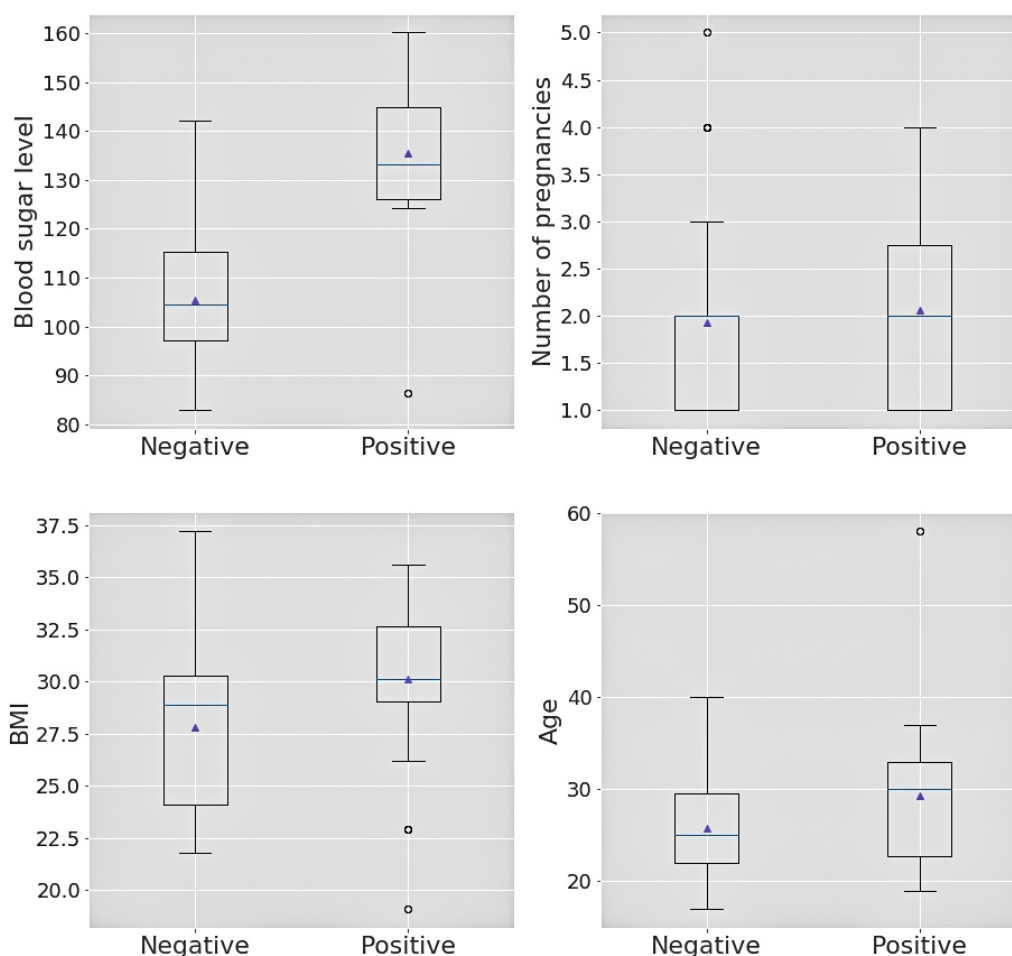 Blood sugar level
160
150
140
130
120
110
100
90
80
Negative
Positive
Number of pregnancies
5.0
4.5
4.0
3.5
3.0
2.5
2.0
1.5
1.0
Negative
Positive
BMI
37.5
35.0
32.5
30.0
27.5
25.0
22.5
20.0
Negative
Positive
Age
60
50
40
30
20
Negative
Positive